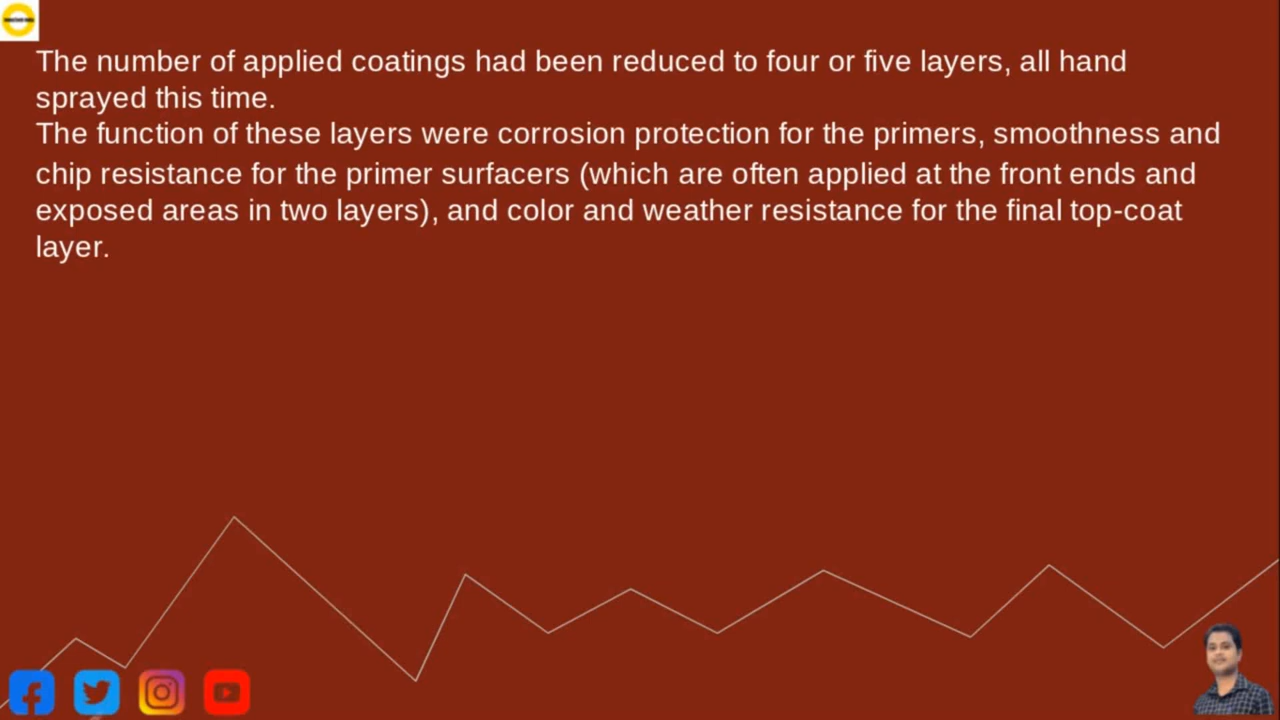 The number of applied coatings had been reduced to four or five layers, all hand
sprayed this time.
The function of these layers were corrosion protection for the primers, smoothness and
chip resistance for the primer surfacers (which are often applied at the front ends and
exposed areas in two layers), and color and weather resistance for the final top-coat
layer.